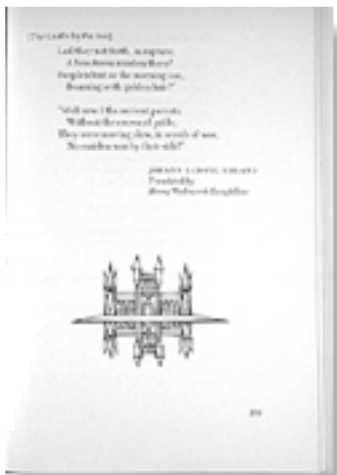 [The Castle by the Sea]
Led they not forth, in rapture,
A beauteous maiden there?
Resplendent as the morning sun,
Beaming with golden hair?"
"Well saw I the ancient parents,
Without the crown of pride;
They were moving slow, in weeds of woe,
No maiden was by their side!"
JOHANN LUDWIG UHLAND
Translated by
Henry Wadsworth Longfellow